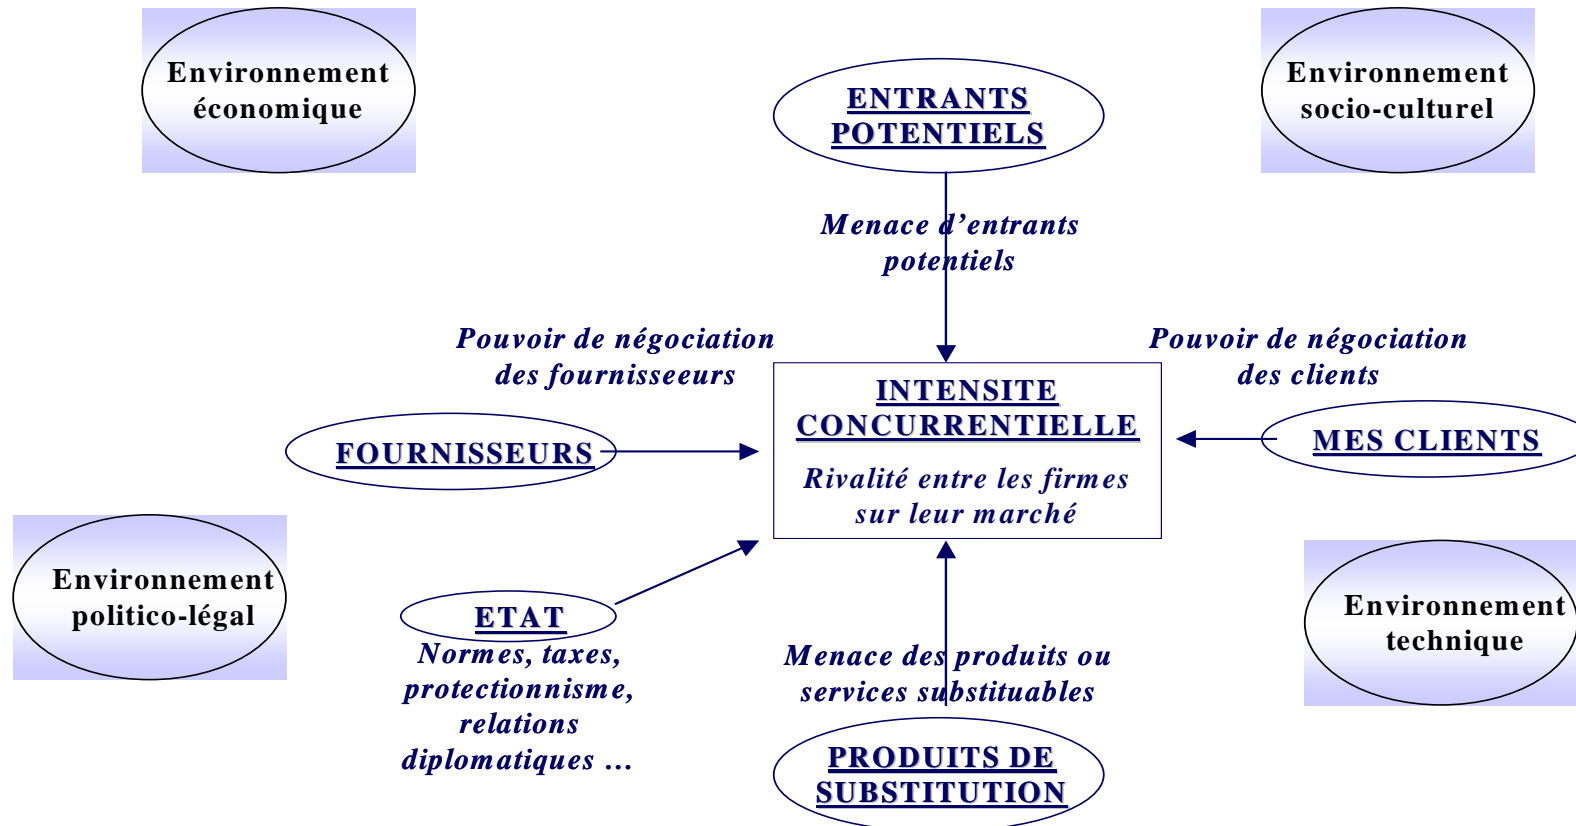 Environnement
économique
ENTRANTS
POTENTIELS
Environnement
socio-culturel
Menace d’entrants
potentiels
Pouvoir de négociation
des fournisseeurs
Pouvoir de négociation
des clients
INTENSITE
CONCURRENTIELLE
Rivalité entre les firmes
sur leur marché
FOURNISSEURS
MES CLIENTS
Environnement
politico-légal
ETAT
Normes, taxes,
protectionnisme,
relations
diplomatiques …
Menace des produits ou
services substituables
PRODUITS DE
SUBSTITUTION
Environnement
technique